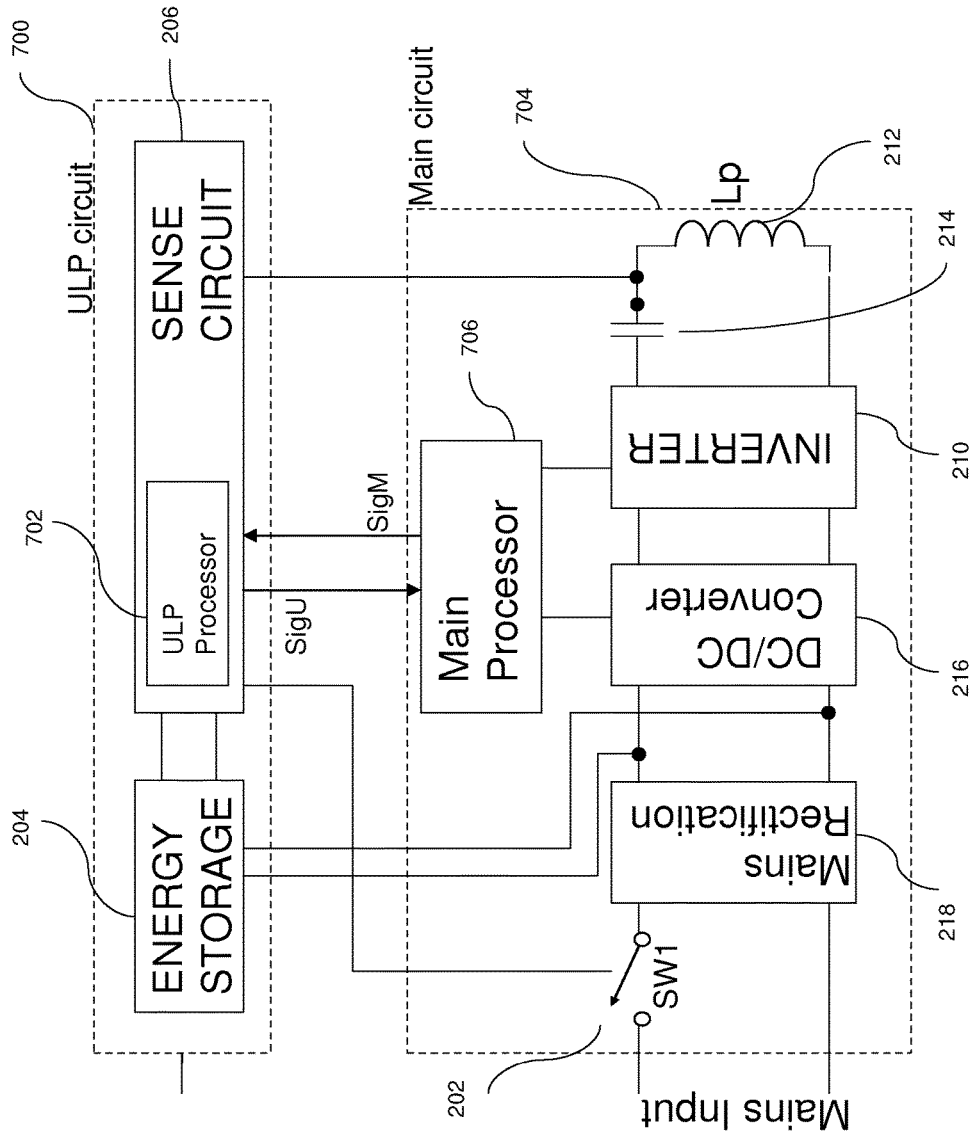 700
ULP circuit
206
SENSE
CIRCUIT
702
ULP
Processor
204
ENERGY
STORAGE
SigU
SigM
Main circuit
704
706
Main
Processor
Lp
212
214
INVERTER
210
DC/DC
Converter
216
Mains
Rectification
218
SW1
202
Mains Input